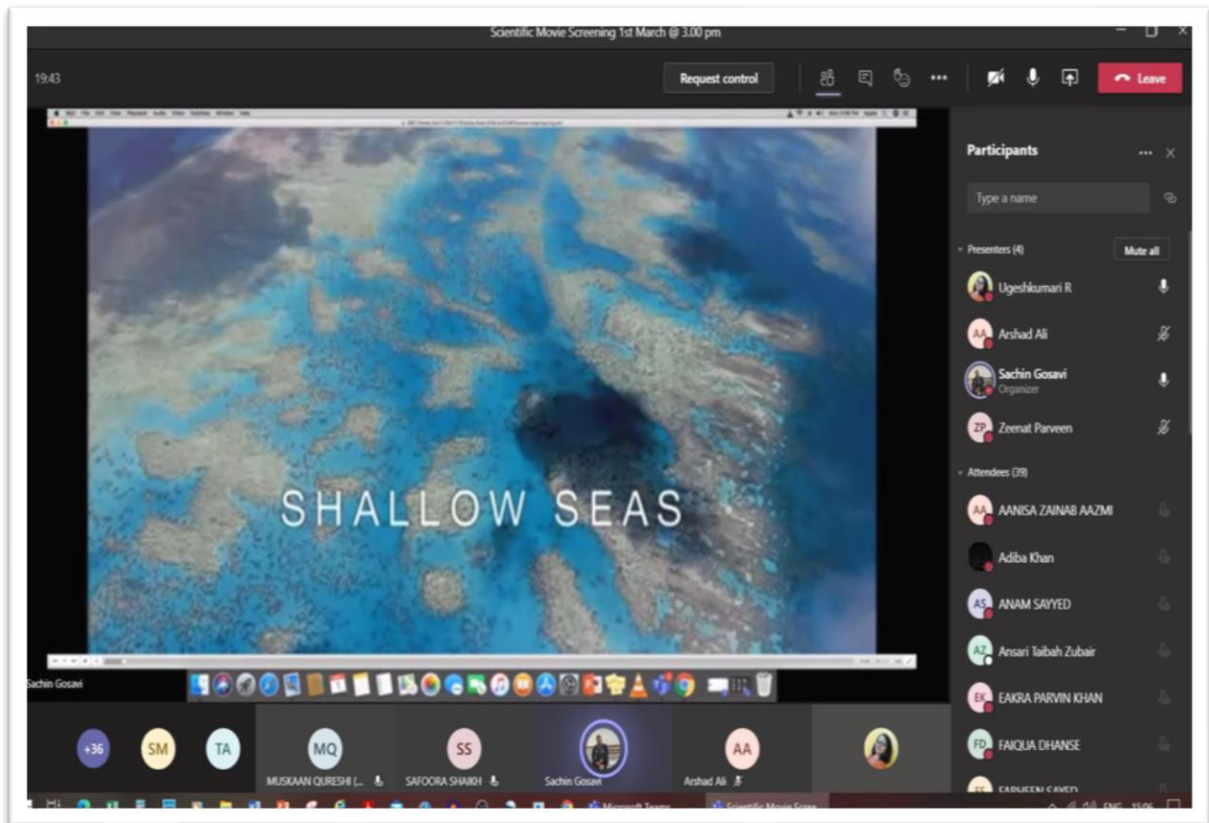 Scientific Movie Screening 1st March @ 3.00 pm
19:43
Request control
Leave
SHALLOW SEAS
Participants
Type a name
Presenters (4)
Mute all
Ugeshkumari R
AA
Arshad Ali
Sachin Gosavi
Organizer
ZP
Zeenat Parveen
Attendees (39)
AA
AANISA ZAINAB AAZMI
Adiba Khan
AS
ANAM SAYYED
AZ
Ansari Taibah Zubair
EK
EAKRA PARVIN KHAN
FD
FAIQUA DHANSE
FARHEEN SAYED
Sachin Gosavi
+36
SM
TA
MQ
MUSKAAN QURESHI (...
SS
SAFOORA SHAIKH
Sachin Gosavi
AA
Arshad Ali
Microsoft Teams
Scientific Movie Scree...
ENG
15:06